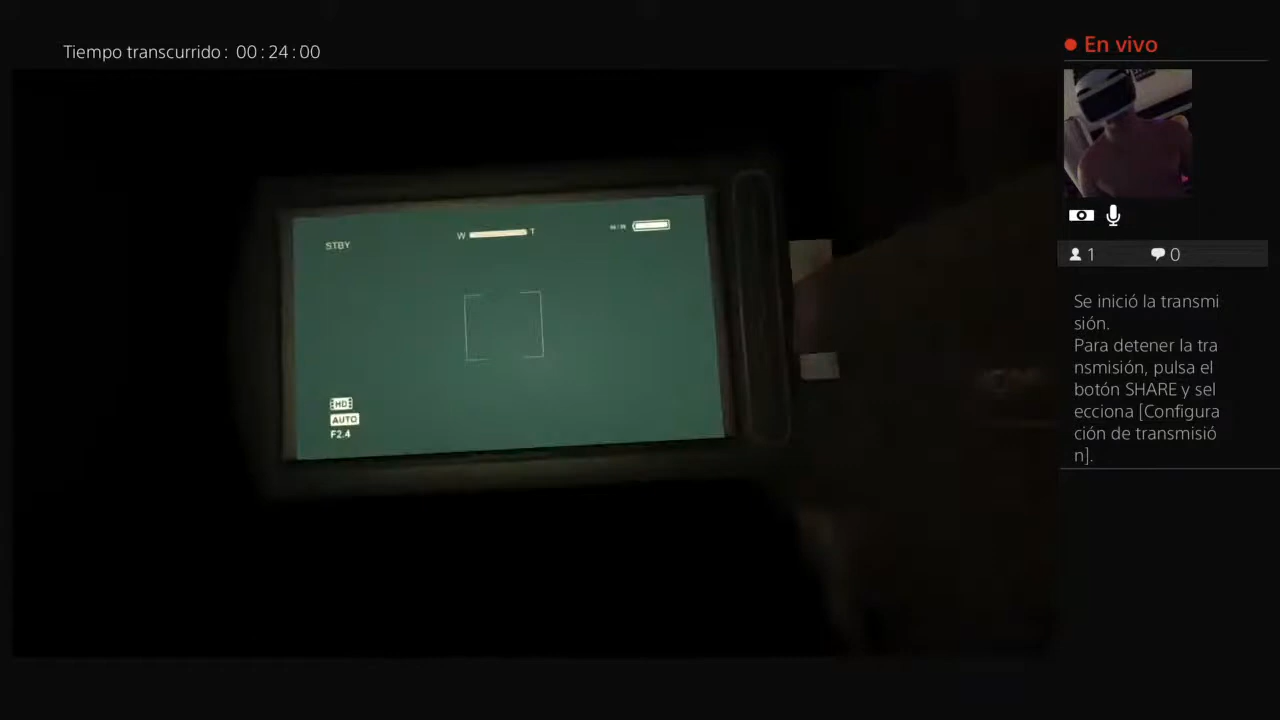 Tiempo transcurrido: 00:24:00
En vivo
STBY
W T
HD
AUTO
F2.4
1 0
Se inició la transmi
sión.
Para detener la tra
nsmisión, pulsa el
botón SHARE y sel
ecciona [Configura
ción de transmisió
n].